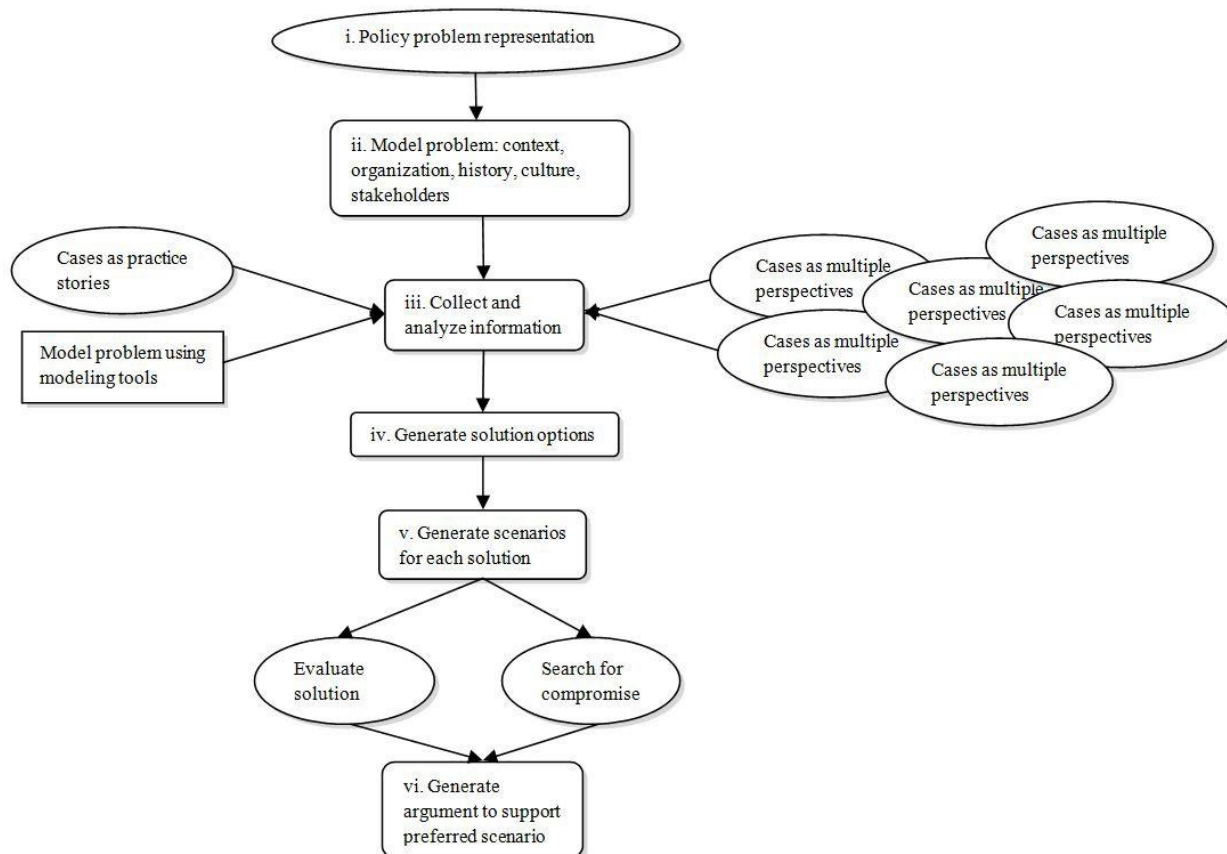 i. Policy problem representation
ii. Model problem: context,
organization, history, culture,
stakeholders
Cases as practice
stories
Model problem using
modeling tools
iii. Collect and
analyze information
Cases as multiple
perspectives
Cases as multiple
perspectives
Cases as multiple
perspectives
Cases as multiple
perspectives
Cases as multiple
perspectives
Cases as multiple
perspectives
iv. Generate solution options
v. Generate scenarios
for each solution
Evaluate
solution
Search for
compromise
vi. Generate
argument to support
preferred scenario